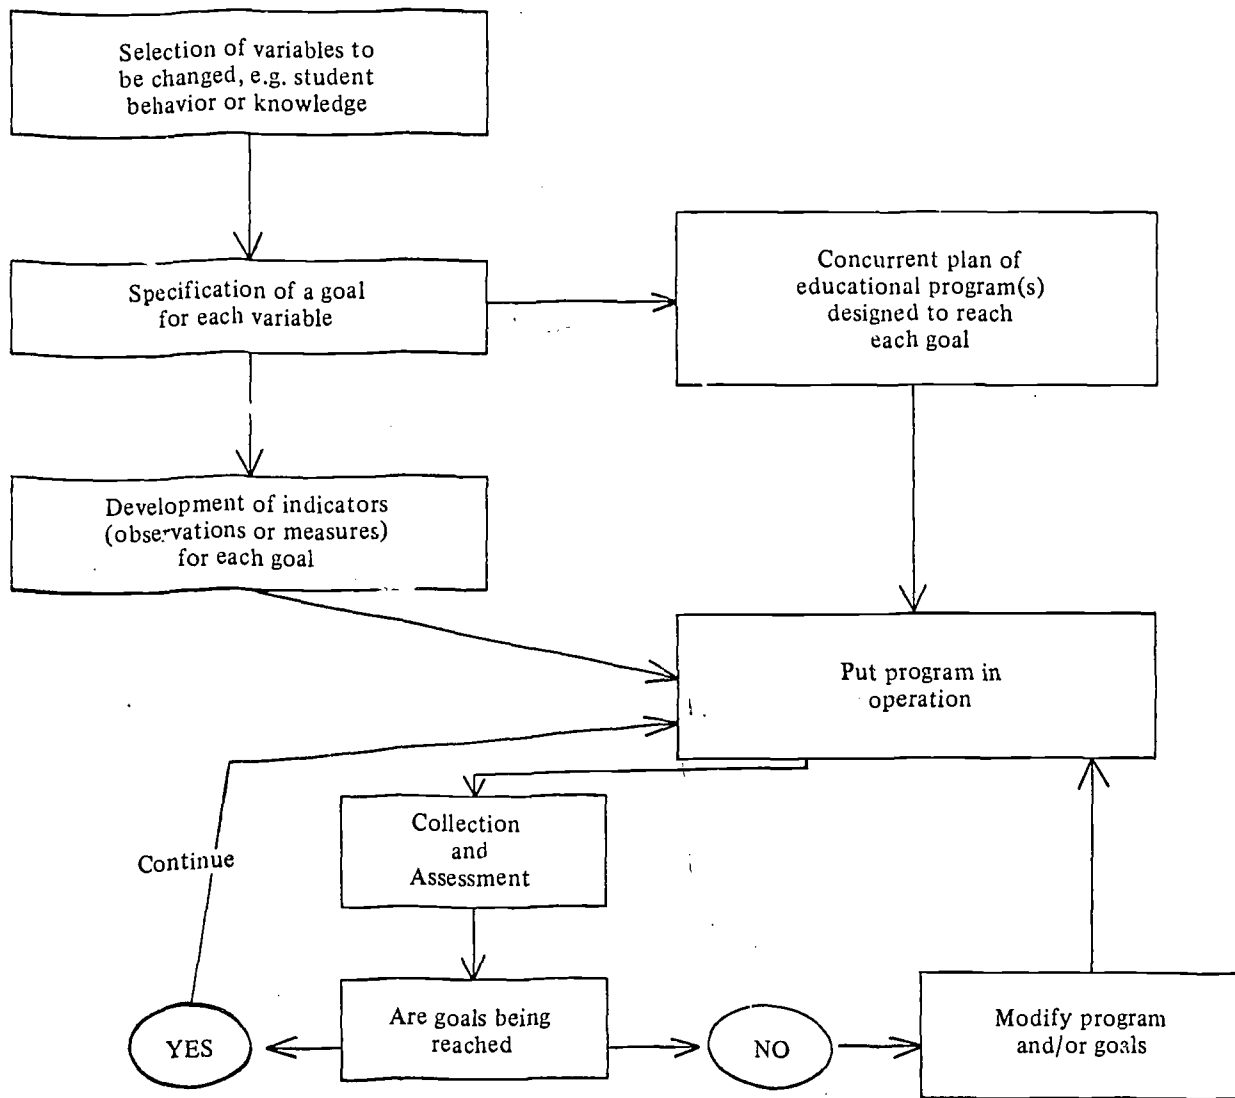 Selection of variables to
be changed, e.g. student
behavior or knowledge
Specification of a goal
for each variable
Concurrent plan of
educational program(s)
designed to reach
each goal
Development of indicators
(observations or measures)
for each goal
Put program in
operation
Collection
and
Assessment
Continue
Are goals being
reached
YES
NO
Modify program
and/or goals